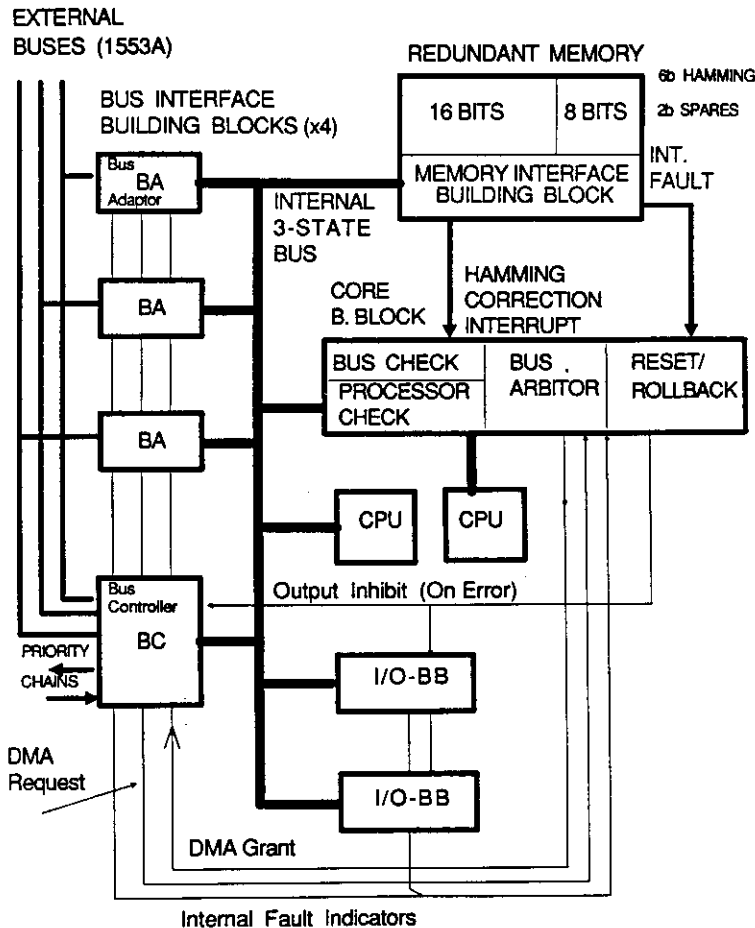 EXTERNAL
BUSES (1553A)
REDUNDANT MEMORY
6b HAMMING
2b SPARES
16 BITS
8 BITS
BUS INTERFACE
BUILDING BLOCKS (x4)
INT.
FAULT
MEMORY INTERFACE
BUILDING BLOCK
Bus
BA
Adaptor
INTERNAL
3-STATE
BUS
HAMMING
CORRECTION
INTERRUPT
CORE
B. BLOCK
BA
BUS CHECK
PROCESSOR
CHECK
BUS
ARBITOR
RESET/
ROLLBACK
BA
CPU
CPU
Output Inhibit (On Error)
Bus
Controller
BC
PRIORITY
CHAINS
I/O-BB
DMA
Request
I/O-BB
DMA Grant
Internal Fault Indicators